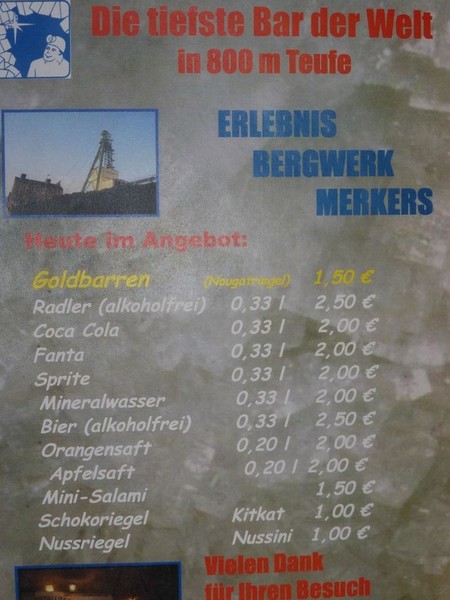 Die tiefste Bar der Welt
in 800 m Teufe
ERLEBNIS
BERGWERK
MERKERS
Heute im Angebot:
Goldbarren (Nougatriegel) 1,50 €
Radler (alkoholfrei) 0,33 l 2,50 €
Coca Cola 0,33 l 2,00 €
Fanta 0,33 l 2,00 €
Sprite 0,33 l 2,00 €
Mineralwasser 0,33 l 2,00 €
Bier (alkoholfrei) 0,33 l 2,50 €
Orangensaft 0,20 l 2,00 €
Apfelsaft 0,20 l 2,00 €
Mini-Salami 1,50 €
Schokoriegel Kitkat 1,00 €
Nussriegel Nussini 1,00 €
Vielen Dank
für Ihren Besuch